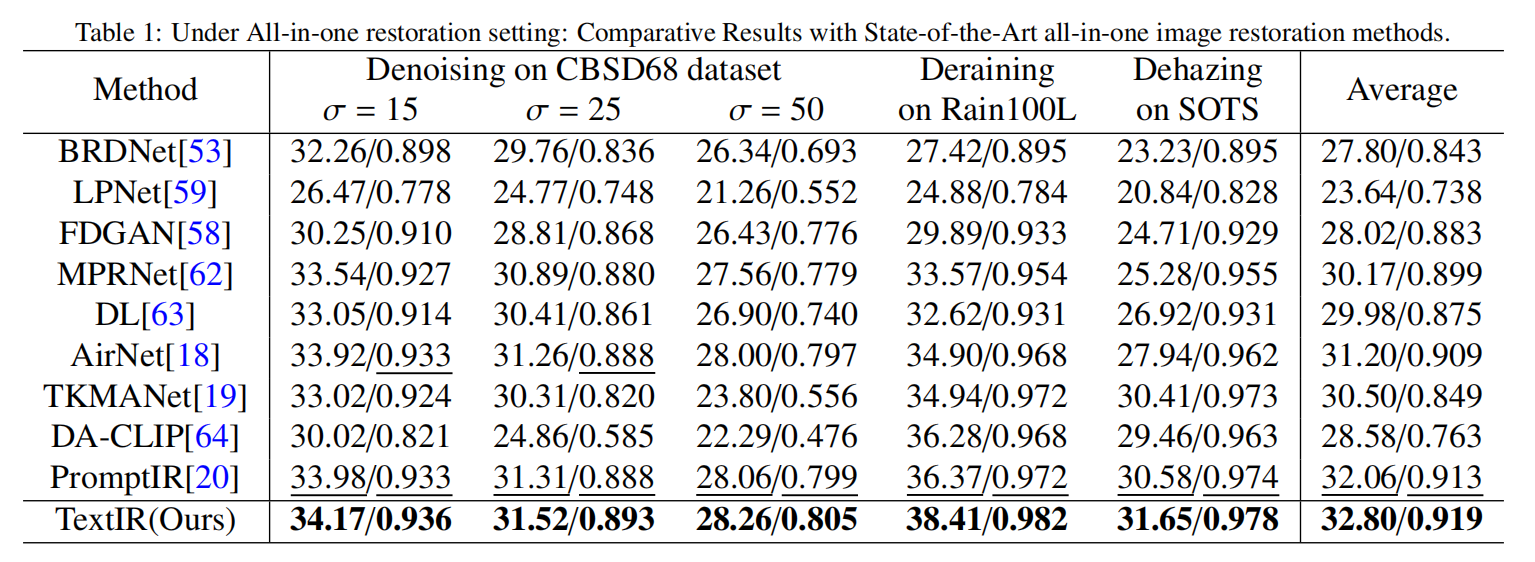 Table 1: Under All-in-one restoration setting: Comparative Results with State-of-the-Art all-in-one image restoration methods.
Method Denoising on CBSD68 dataset Deraining Dehazing Average
σ = 15 σ = 25 σ = 50 on Rain100L on SOTS
BRDNet[53] 32.26/0.898 29.76/0.836 26.34/0.693 27.42/0.895 23.23/0.895 27.80/0.843
LPNet[59] 26.47/0.778 24.77/0.748 21.26/0.552 24.88/0.784 20.84/0.828 23.64/0.738
FDGAN[58] 30.25/0.910 28.81/0.868 26.43/0.776 29.89/0.933 24.71/0.929 28.02/0.883
MPRNet[62] 33.54/0.927 30.89/0.880 27.56/0.779 33.57/0.954 25.28/0.955 30.17/0.899
DL[63] 33.05/0.914 30.41/0.861 26.90/0.740 32.62/0.931 26.92/0.931 29.98/0.875
AirNet[18] 33.92/0.933 31.26/0.888 28.00/0.797 34.90/0.968 27.94/0.962 31.20/0.909
TKMANet[19] 33.02/0.924 30.31/0.820 23.80/0.556 34.94/0.972 30.41/0.973 30.50/0.849
DA-CLIP[64] 30.02/0.821 24.86/0.585 22.29/0.476 36.28/0.968 29.46/0.963 28.58/0.763
PromptIR[20] 33.98/0.933 31.31/0.888 28.06/0.799 36.37/0.972 30.58/0.974 32.06/0.913
TextIR(Ours) 34.17/0.936 31.52/0.893 28.26/0.805 38.41/0.982 31.65/0.978 32.80/0.919